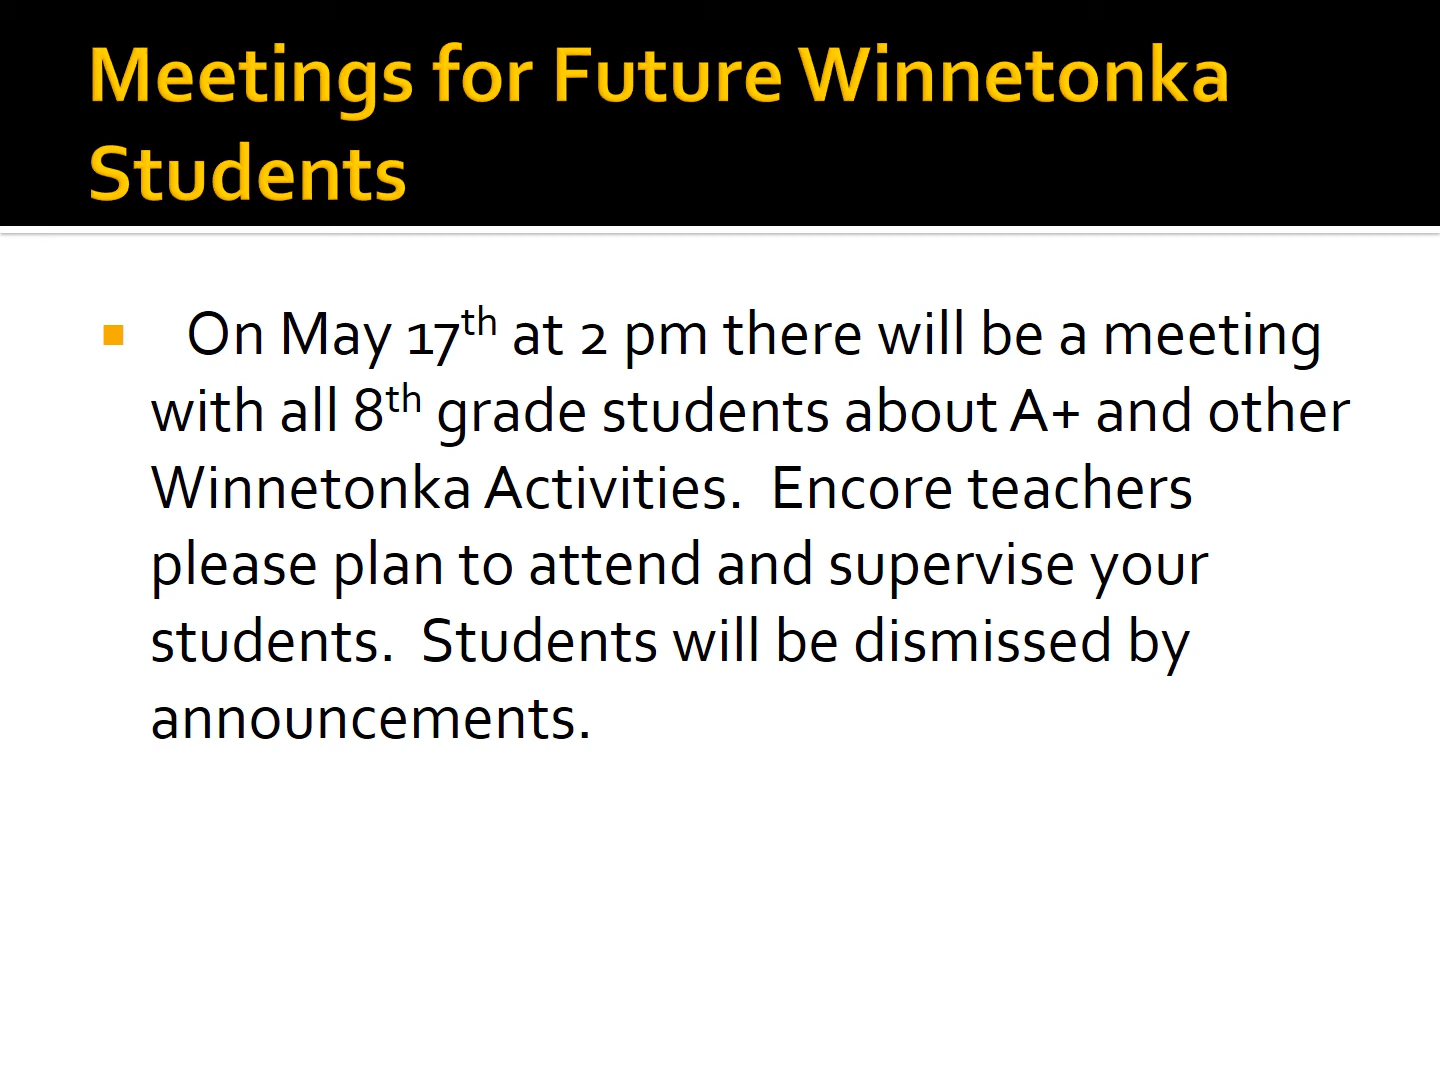 Meetings for Future Winnetonka
Students
On May 17th at 2 pm there will be a meeting
with all 8th grade students about A+ and other
Winnetonka Activities.  Encore teachers
please plan to attend and supervise your
students.  Students will be dismissed by
announcements.